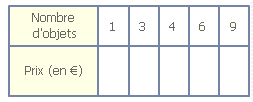 Nombre d'objets 1 3 4 6 9
Prix (en €)